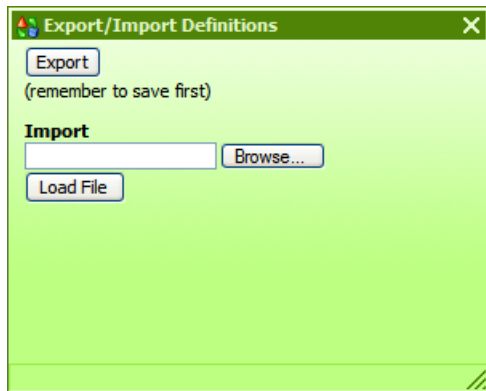 Export/Import Definitions
Export
(remember to save first)
Import
Browse...
Load File